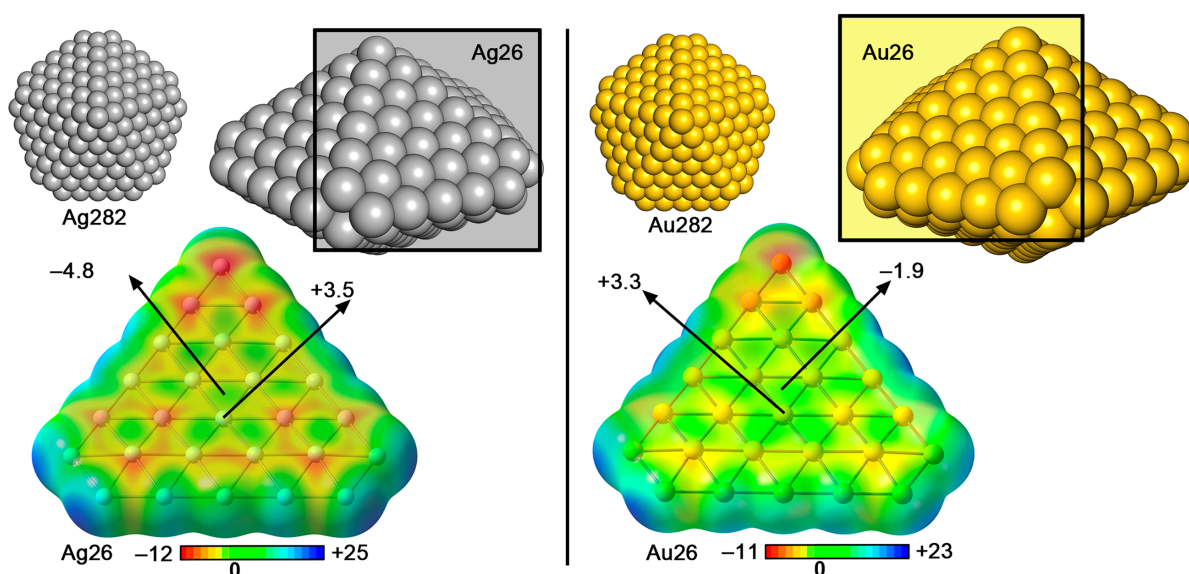 Ag26
Ag282
–4.8
+3.5
Ag26 –12 +25
0
Au26
Au282
+3.3
–1.9
Au26 –11 +23
0